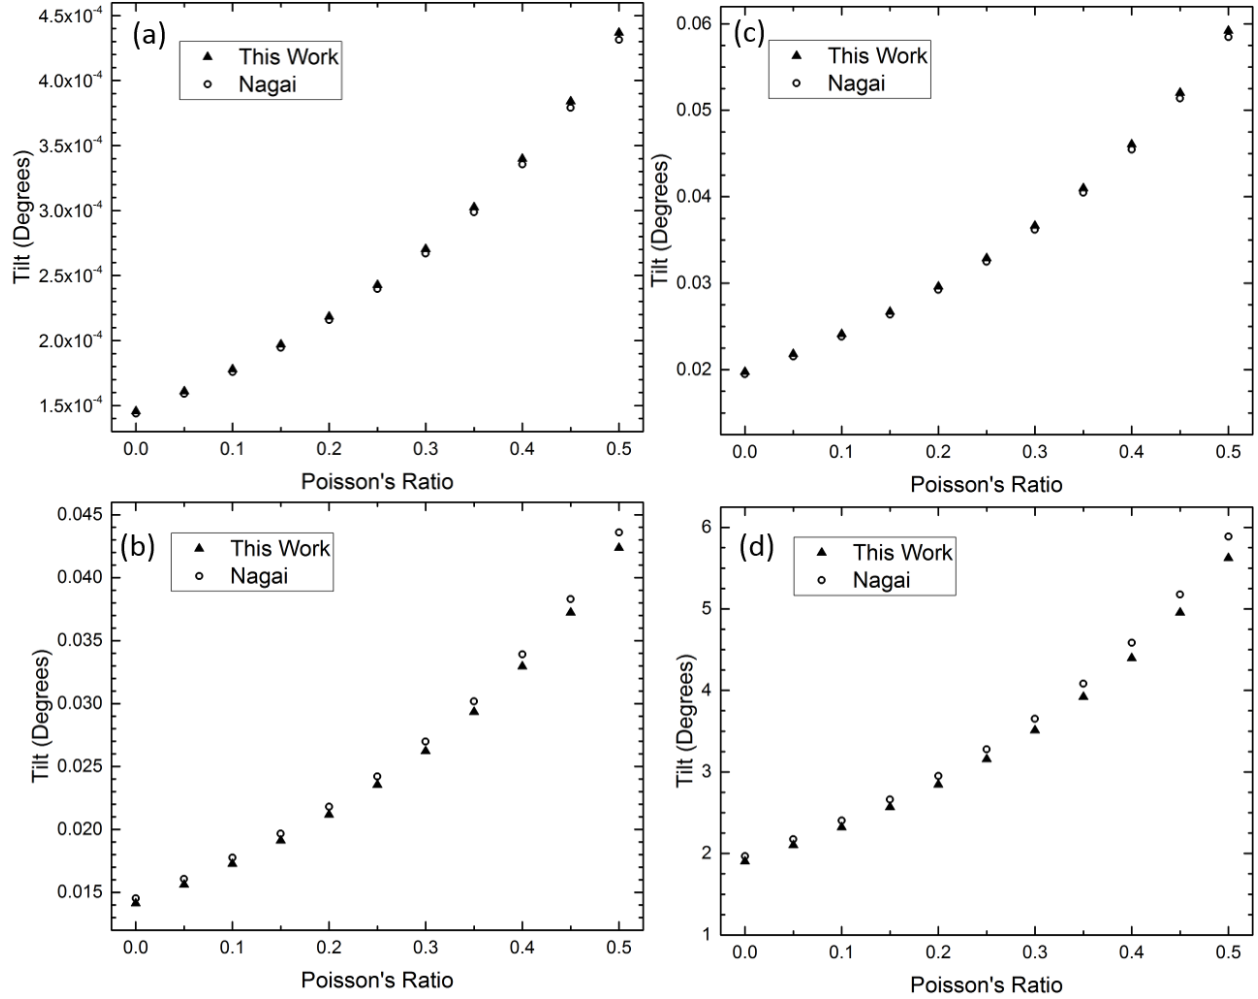 (a)
This Work
Nagai
4.5x10⁻⁴
4.0x10⁻⁴
3.5x10⁻⁴
3.0x10⁻⁴
2.5x10⁻⁴
2.0x10⁻⁴
1.5x10⁻⁴
Tilt (Degrees)
0.0 0.1 0.2 0.3 0.4 0.5
Poisson's Ratio
(c)
This Work
Nagai
0.06
0.05
0.04
0.03
0.02
Tilt (Degrees)
0.0 0.1 0.2 0.3 0.4 0.5
Poisson's Ratio
(b)
This Work
Nagai
0.045
0.040
0.035
0.030
0.025
0.020
0.015
Tilt (Degrees)
0.0 0.1 0.2 0.3 0.4 0.5
Poisson's Ratio
(d)
This Work
Nagai
6
5
4
3
2
1
Tilt (Degrees)
0.0 0.1 0.2 0.3 0.4 0.5
Poisson's Ratio